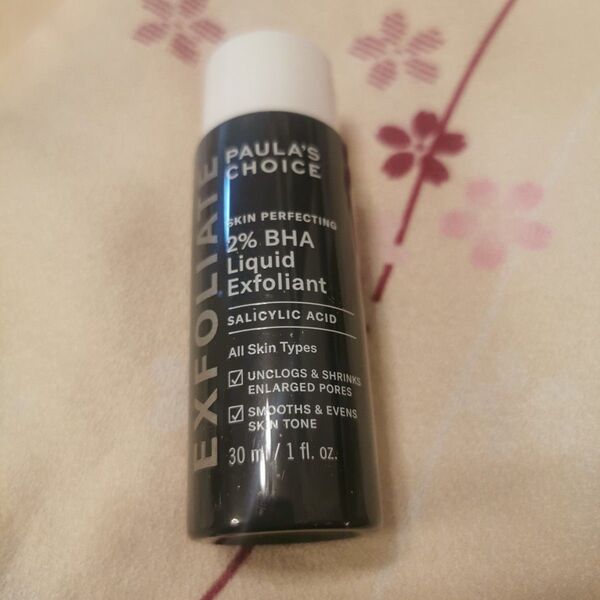 EXFOLIATE
PAULA'S
CHOICE
SKIN PERFECTING
2% BHA
Liquid
Exfoliant
SALICYLIC ACID
All Skin Types
UNCLOGS & SHRINKS
ENLARGED PORES
SMOOTHS & EVENS
SKIN TONE
30 ml / 1 fl. oz.